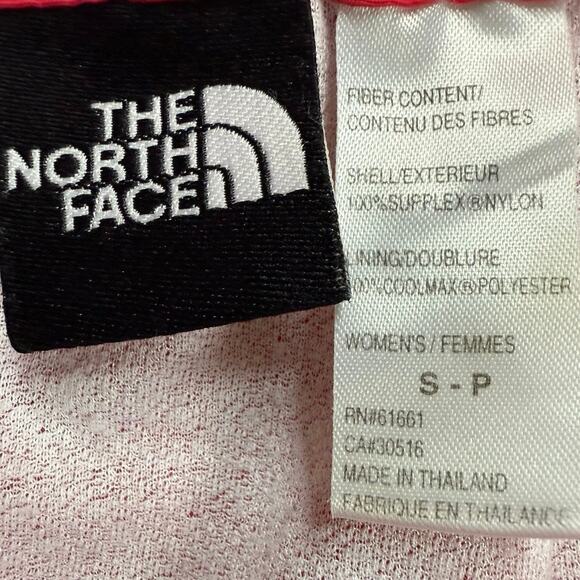 THE
NORTH
FACE
FIBER CONTENT/
CONTENU DES FIBRES
SHELL/EXTERIEUR
100%SUPPLEX®NYLON
LINING/DOUBLURE
100%COOLMAX®POLYESTER
WOMEN'S/ FEMMES
S - P
RN#61661
CA#30516
MADE IN THAILAND
FABRIQUE EN THAILANDE